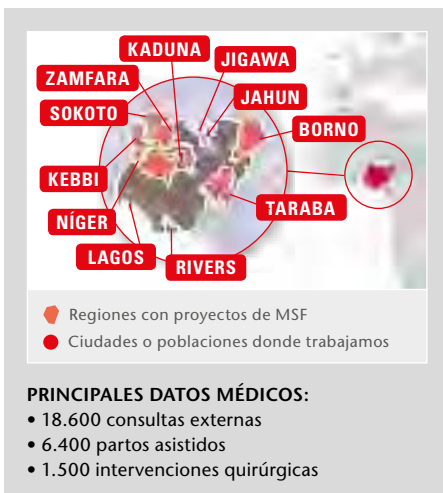 KADUNA
JIGAWA
ZAMFARA
JAHUN
SOKOTO
BORNO
KEBBI
TARABA
NÍGER
LAGOS
RIVERS
Regiones con proyectos de MSF
Ciudades o poblaciones donde trabajamos
PRINCIPALES DATOS MÉDICOS:
• 18.600 consultas externas
• 6.400 partos asistidos
• 1.500 intervenciones quirúrgicas